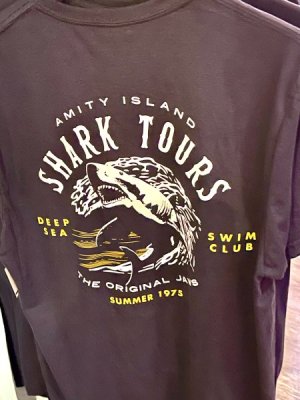 AMITY ISLAND
SHARK TOURS
DEEP SEA
SWIM CLUB
THE ORIGINAL JAWS
SUMMER 1975